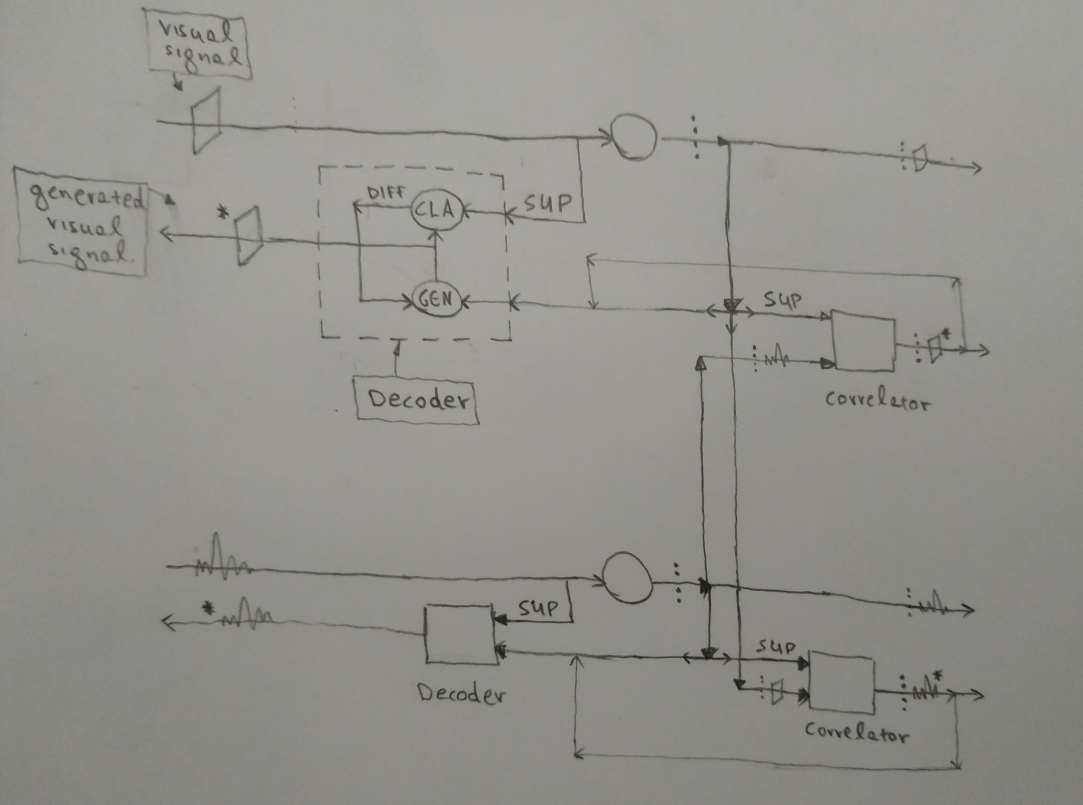 visual
signal
generated
visual
signal.
*
DIFF
CLA
SUP
GEN
SUP
*
Decoder
Correlator
*
SUP
Decoder
SUP
*
Correlator